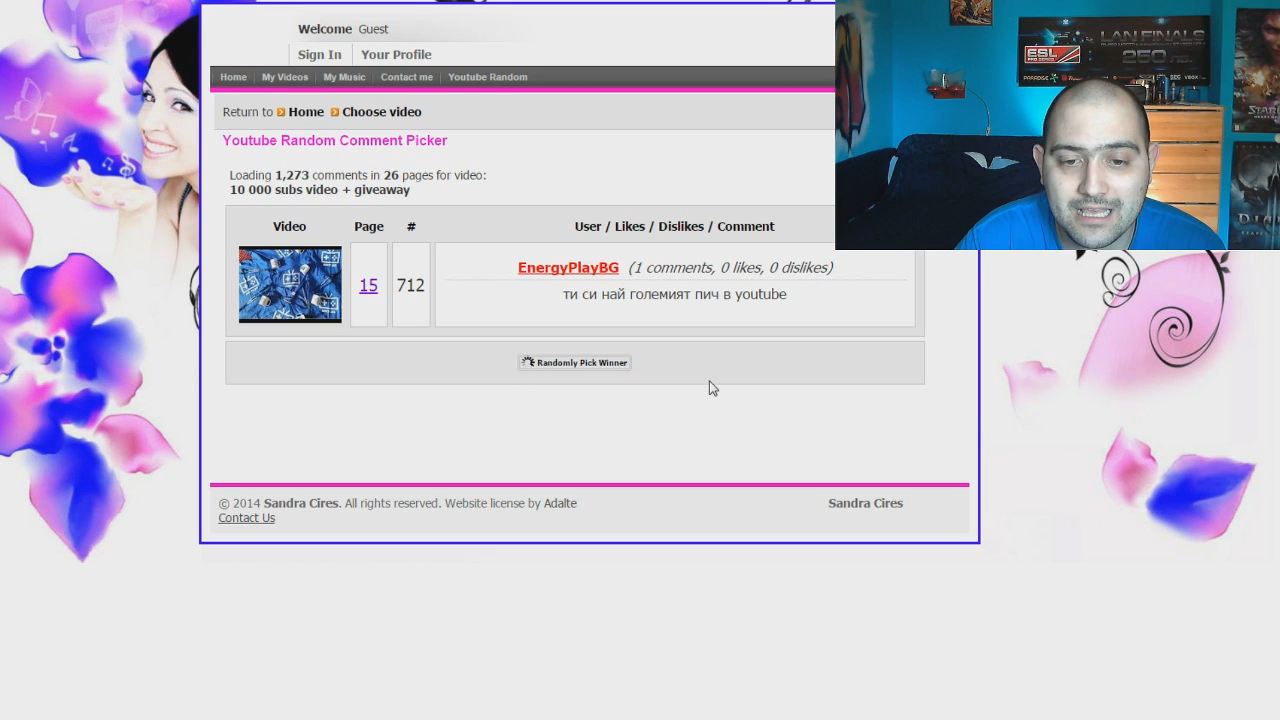 Welcome Guest
Sign In Your Profile
Home My Videos My Music Contact me Youtube Random
Return to Home Choose video
Youtube Random Comment Picker
Loading 1,273 comments in 26 pages for video:
10 000 subs video + giveaway
Video Page # User / Likes / Dislikes / Comment
15 712 EnergyPlayBG (1 comments, 0 likes, 0 dislikes)
ти си най големият пич в youtube
Randomly Pick Winner
© 2014 Sandra Cires. All rights reserved. Website license by Adalte
Sandra Cires
Contact Us
LAN FINALS
ESL
PRO SERIES
PARADISE